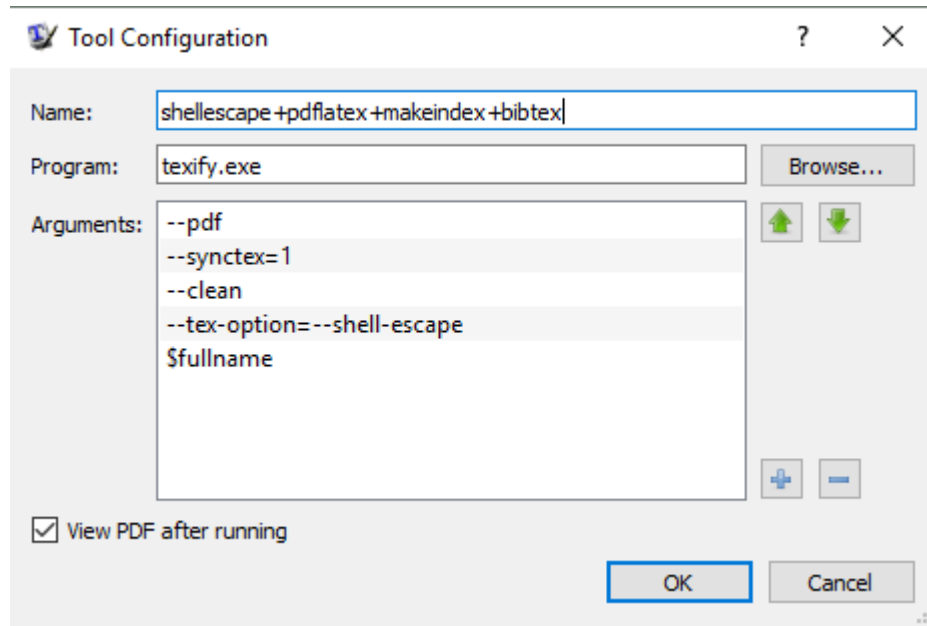 Tool Configuration
Name: shellescape+pdflatex+makeindex+bibtex
Program: texify.exe Browse...
Arguments: --pdf
--synctex=1
--clean
--tex-option=--shell-escape
$fullname
View PDF after running
OK Cancel